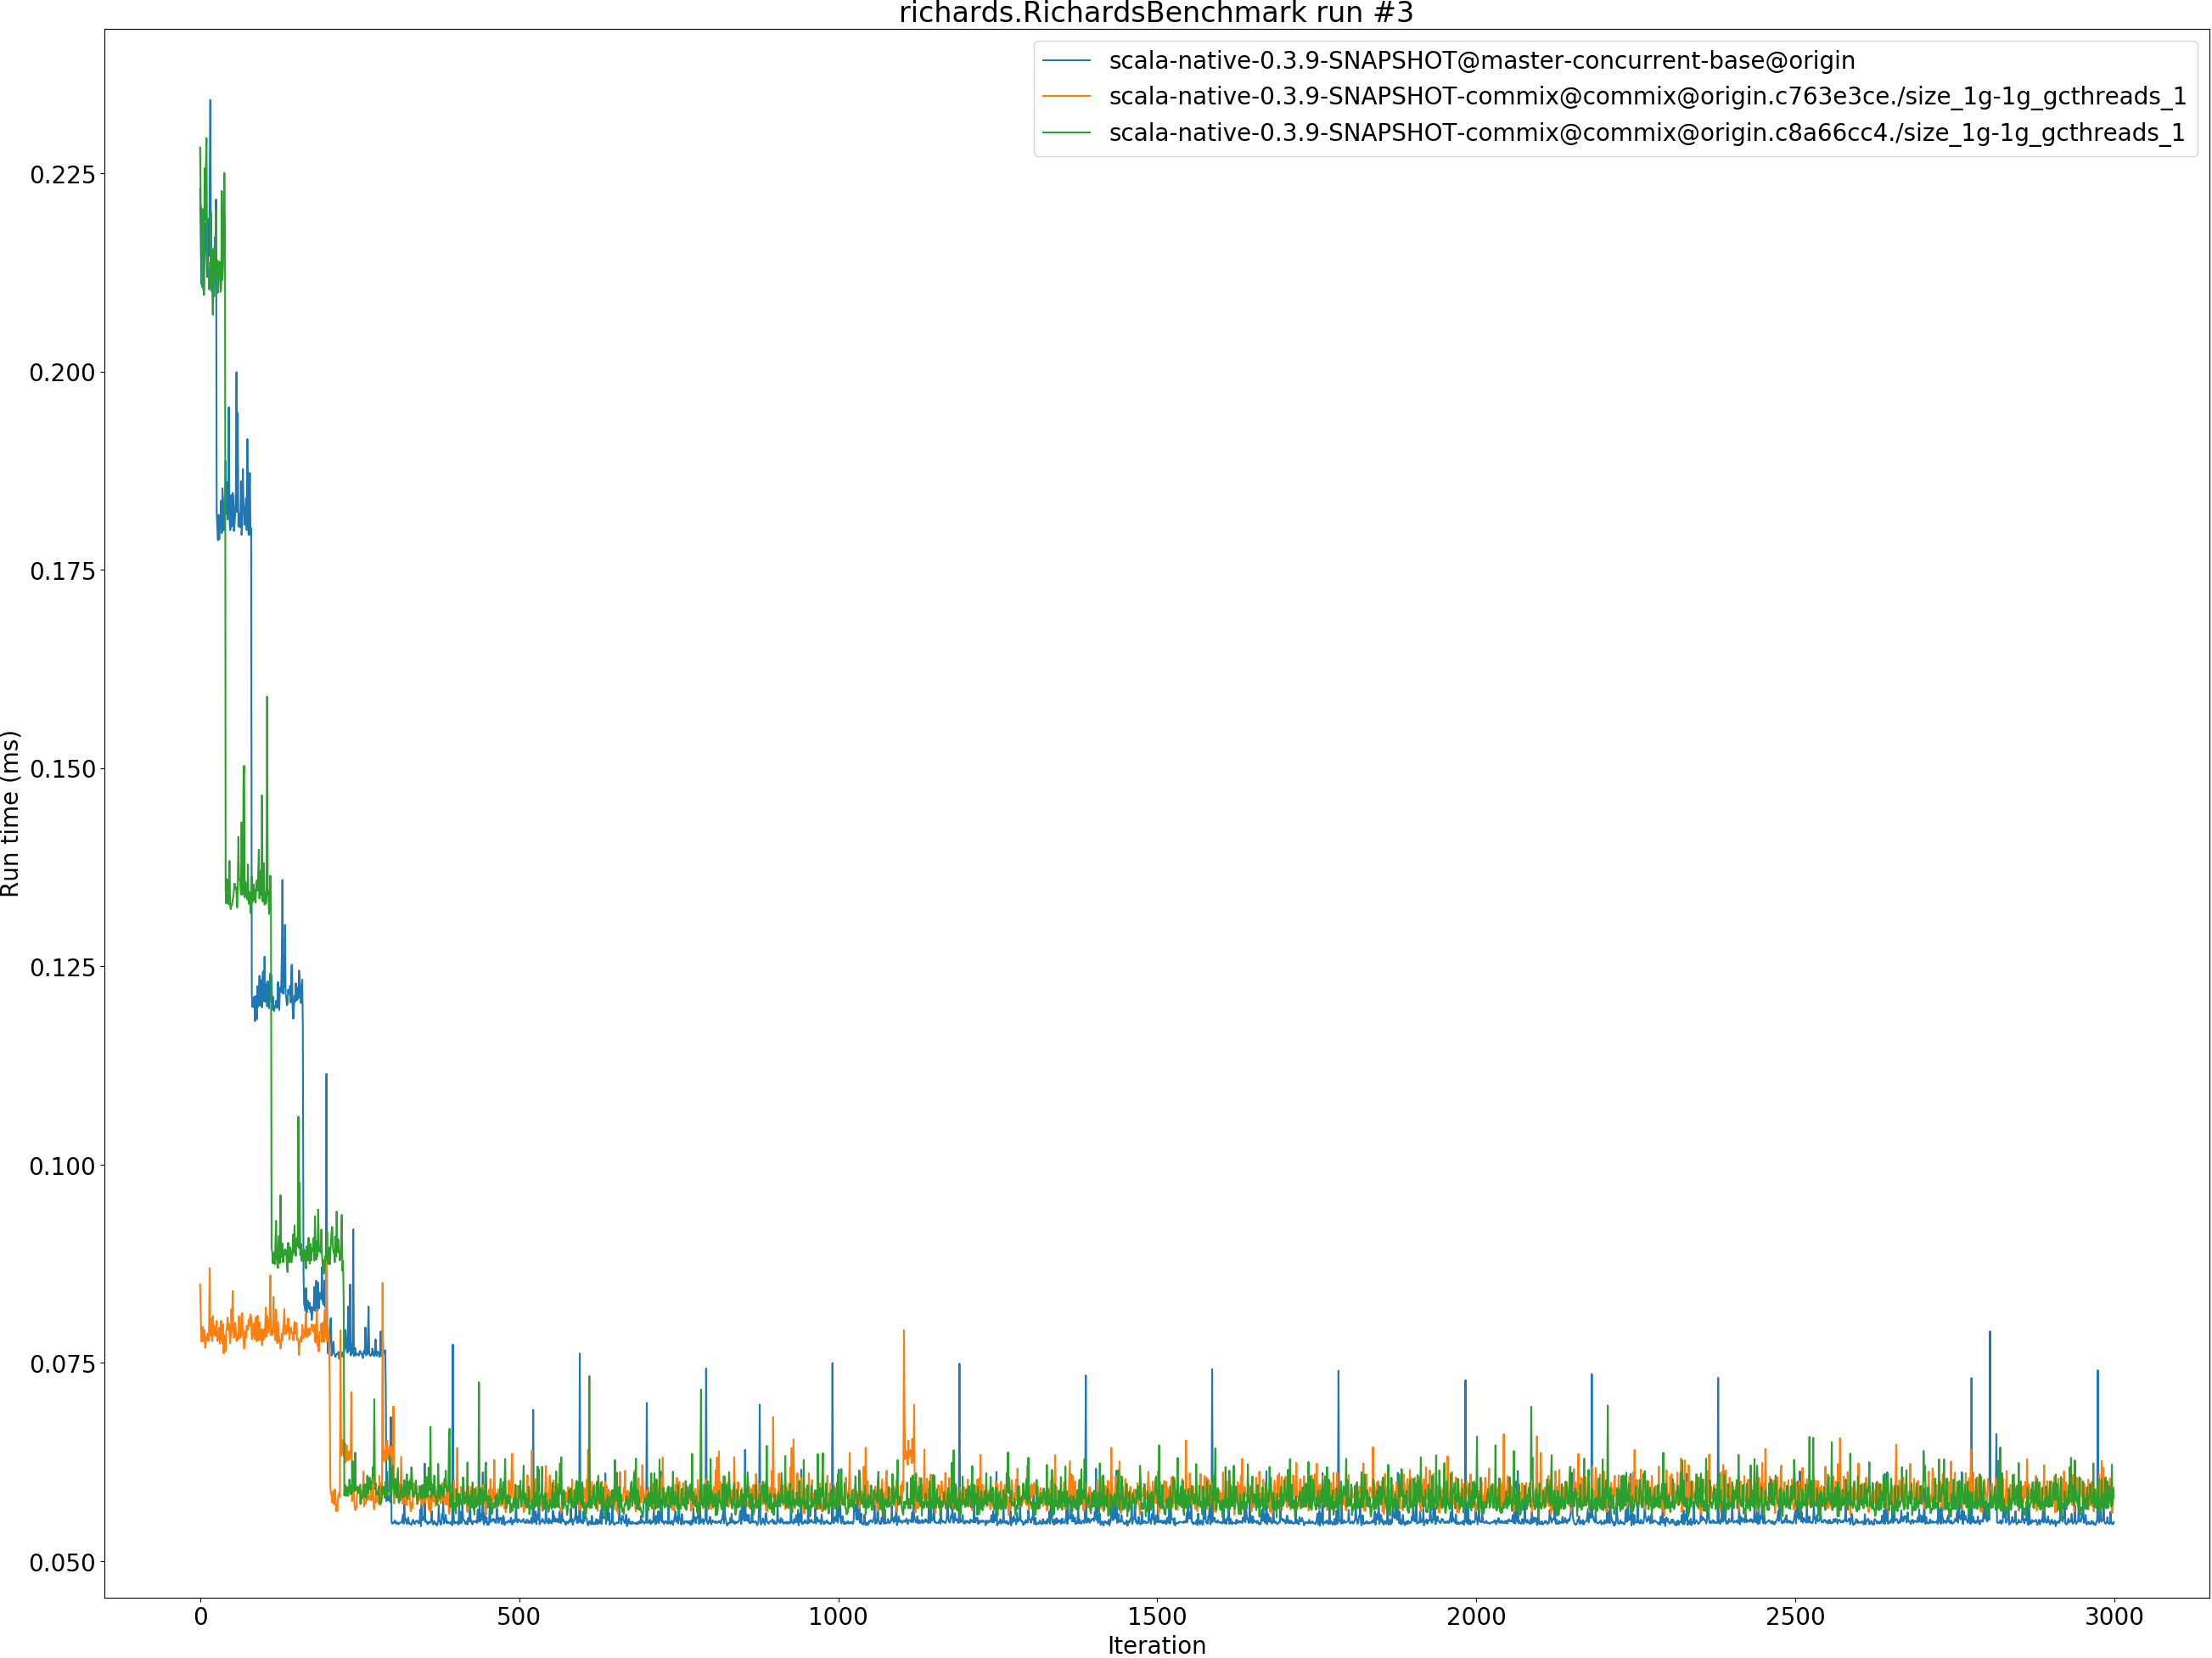 richards.RichardsBenchmark run #3
scala-native-0.3.9-SNAPSHOT@master-concurrent-base@origin
scala-native-0.3.9-SNAPSHOT-commix@commix@origin.c763e3ce./size_1g-1g_gcthreads_1
scala-native-0.3.9-SNAPSHOT-commix@commix@origin.c8a66cc4./size_1g-1g_gcthreads_1
Run time (ms)
0.225
0.200
0.175
0.150
0.125
0.100
0.075
0.050
0 500 1000 1500 2000 2500 3000
Iteration